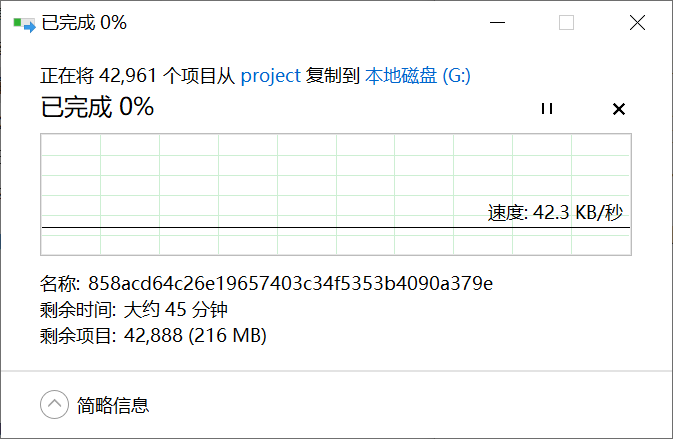 已完成 0%
正在将 42,961 个项目从 project 复制到 本地磁盘 (G:)
已完成 0%
速度: 42.3 KB/秒
名称: 858acd64c26e19657403c34f5353b4090a379e
剩余时间: 大约 45 分钟
剩余项目: 42,888 (216 MB)
简略信息